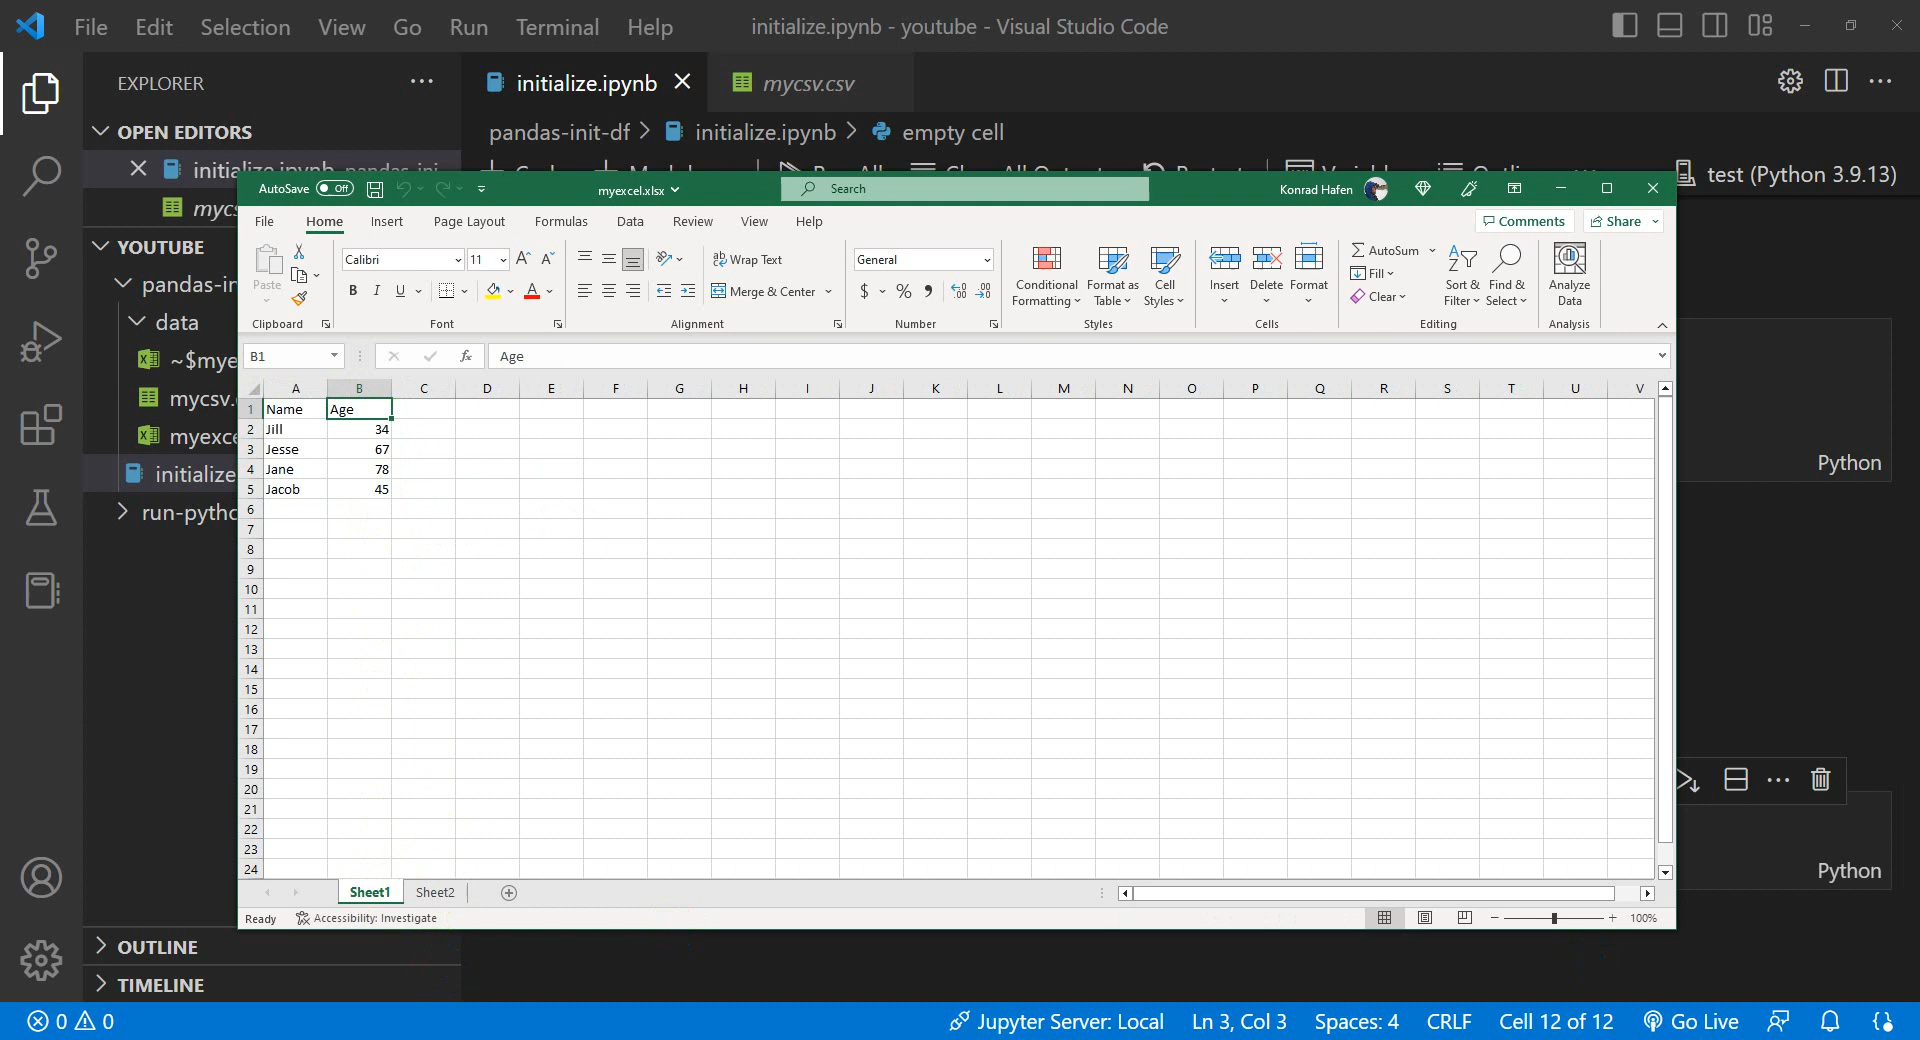 File Edit Selection View Go Run Terminal Help
initialize.ipynb - youtube - Visual Studio Code
EXPLORER
initialize.ipynb
mycsv.csv
OPEN EDITORS
pandas-init-df > initialize.ipynb > empty cell
test (Python 3.9.13)
YOUTUBE
data
OUTLINE
TIMELINE
AutoSave Off
myexcel.xlsx
Search
Konrad Hafen
File Home Insert Page Layout Formulas Data Review View Help
Comments Share
Paste
Calibri 11
Wrap Text
General
Conditional Formatting
Format as Table
Cell Styles
Insert Delete Format
AutoSum
Fill
Clear
Sort & Filter
Find & Select
Analyze Data
B I U
Merge & Center
$ % 9
Clipboard Font Alignment Number Styles Cells Editing Analysis
B1 fx Age
A B C D E F G H I J K L M N O P Q R S T U V
1 Name Age
2 Jill 34
3 Jesse 67
4 Jane 78
5 Jacob 45
6
7
8
9
10
11
12
13
14
15
16
17
18
19
20
21
22
23
24
Sheet1 Sheet2
Ready Accessibility: Investigate 100%
Python
Python
0 0 Jupyter Server: Local Ln 3, Col 3 Spaces: 4 CRLF Cell 12 of 12 Go Live